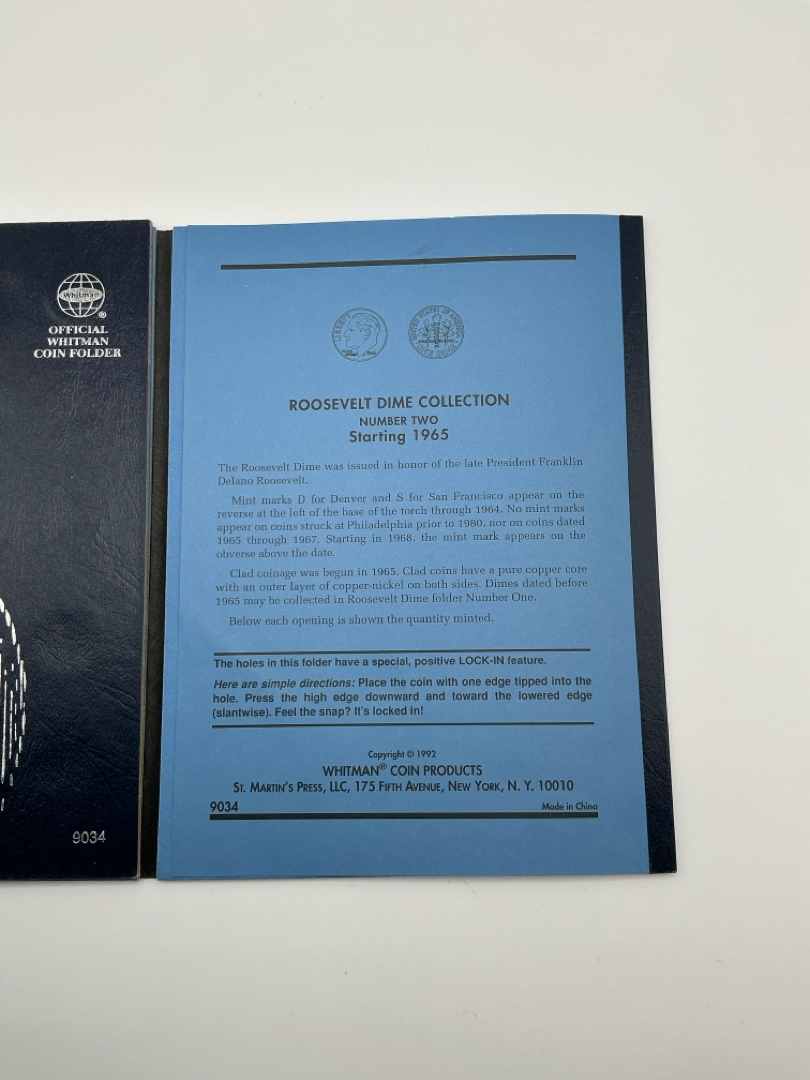 Whitman
®
OFFICIAL
WHITMAN
COIN FOLDER
9034
ROOSEVELT DIME COLLECTION
NUMBER TWO
Starting 1965
The Roosevelt Dime was issued in honor of the late President Franklin
Delano Roosevelt.
Mint marks D for Denver and S for San Francisco appear on the
reverse at the left of the base of the torch through 1964. No mint marks
appear on coins struck at Philadelphia prior to 1980, nor on coins dated
1965 through 1967. Starting in 1968, the mint mark appears on the
obverse above the date.
Clad coinage was begun in 1965. Clad coins have a pure copper core
with an outer layer of copper-nickel on both sides. Dimes dated before
1965 may be collected in Roosevelt Dime folder Number One.
Below each opening is shown the quantity minted.
The holes in this folder have a special, positive LOCK-IN feature.
Here are simple directions: Place the coin with one edge tipped into the
hole. Press the high edge downward and toward the lowered edge
(slantwise). Feel the snap? It's locked in!
Copyright © 1992
WHITMAN® COIN PRODUCTS
ST. MARTIN'S PRESS, LLC, 175 FIFTH AVENUE, NEW YORK, N. Y. 10010
9034 Made in China